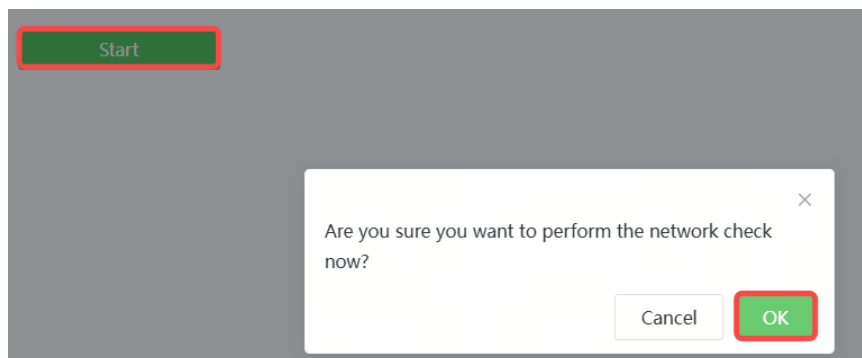 Start
Are you sure you want to perform the network check
now?
Cancel
OK